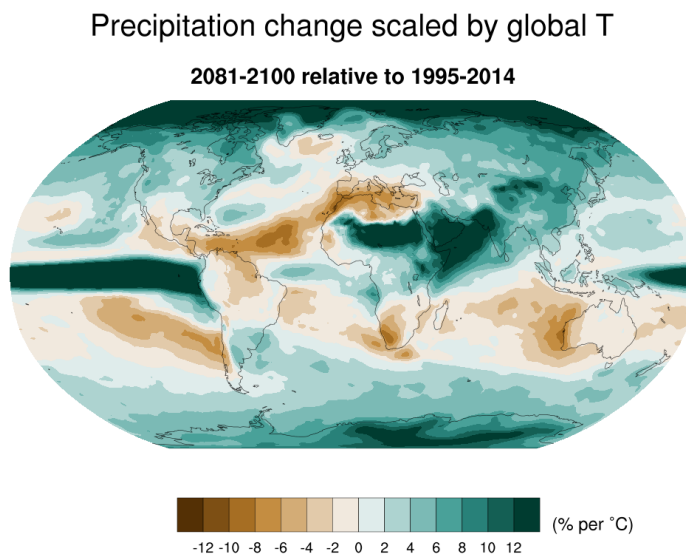 Precipitation change scaled by global T
2081-2100 relative to 1995-2014
-12 -10 -8 -6 -4 -2 0 2 4 6 8 10 12
(% per ˚C)